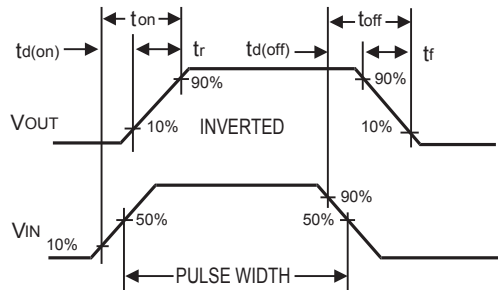 ton
toff
td(on)
tr
td(off)
tf
90%
90%
VOUT
10%
INVERTED
10%
90%
VIN
50%
50%
10%
PULSE WIDTH